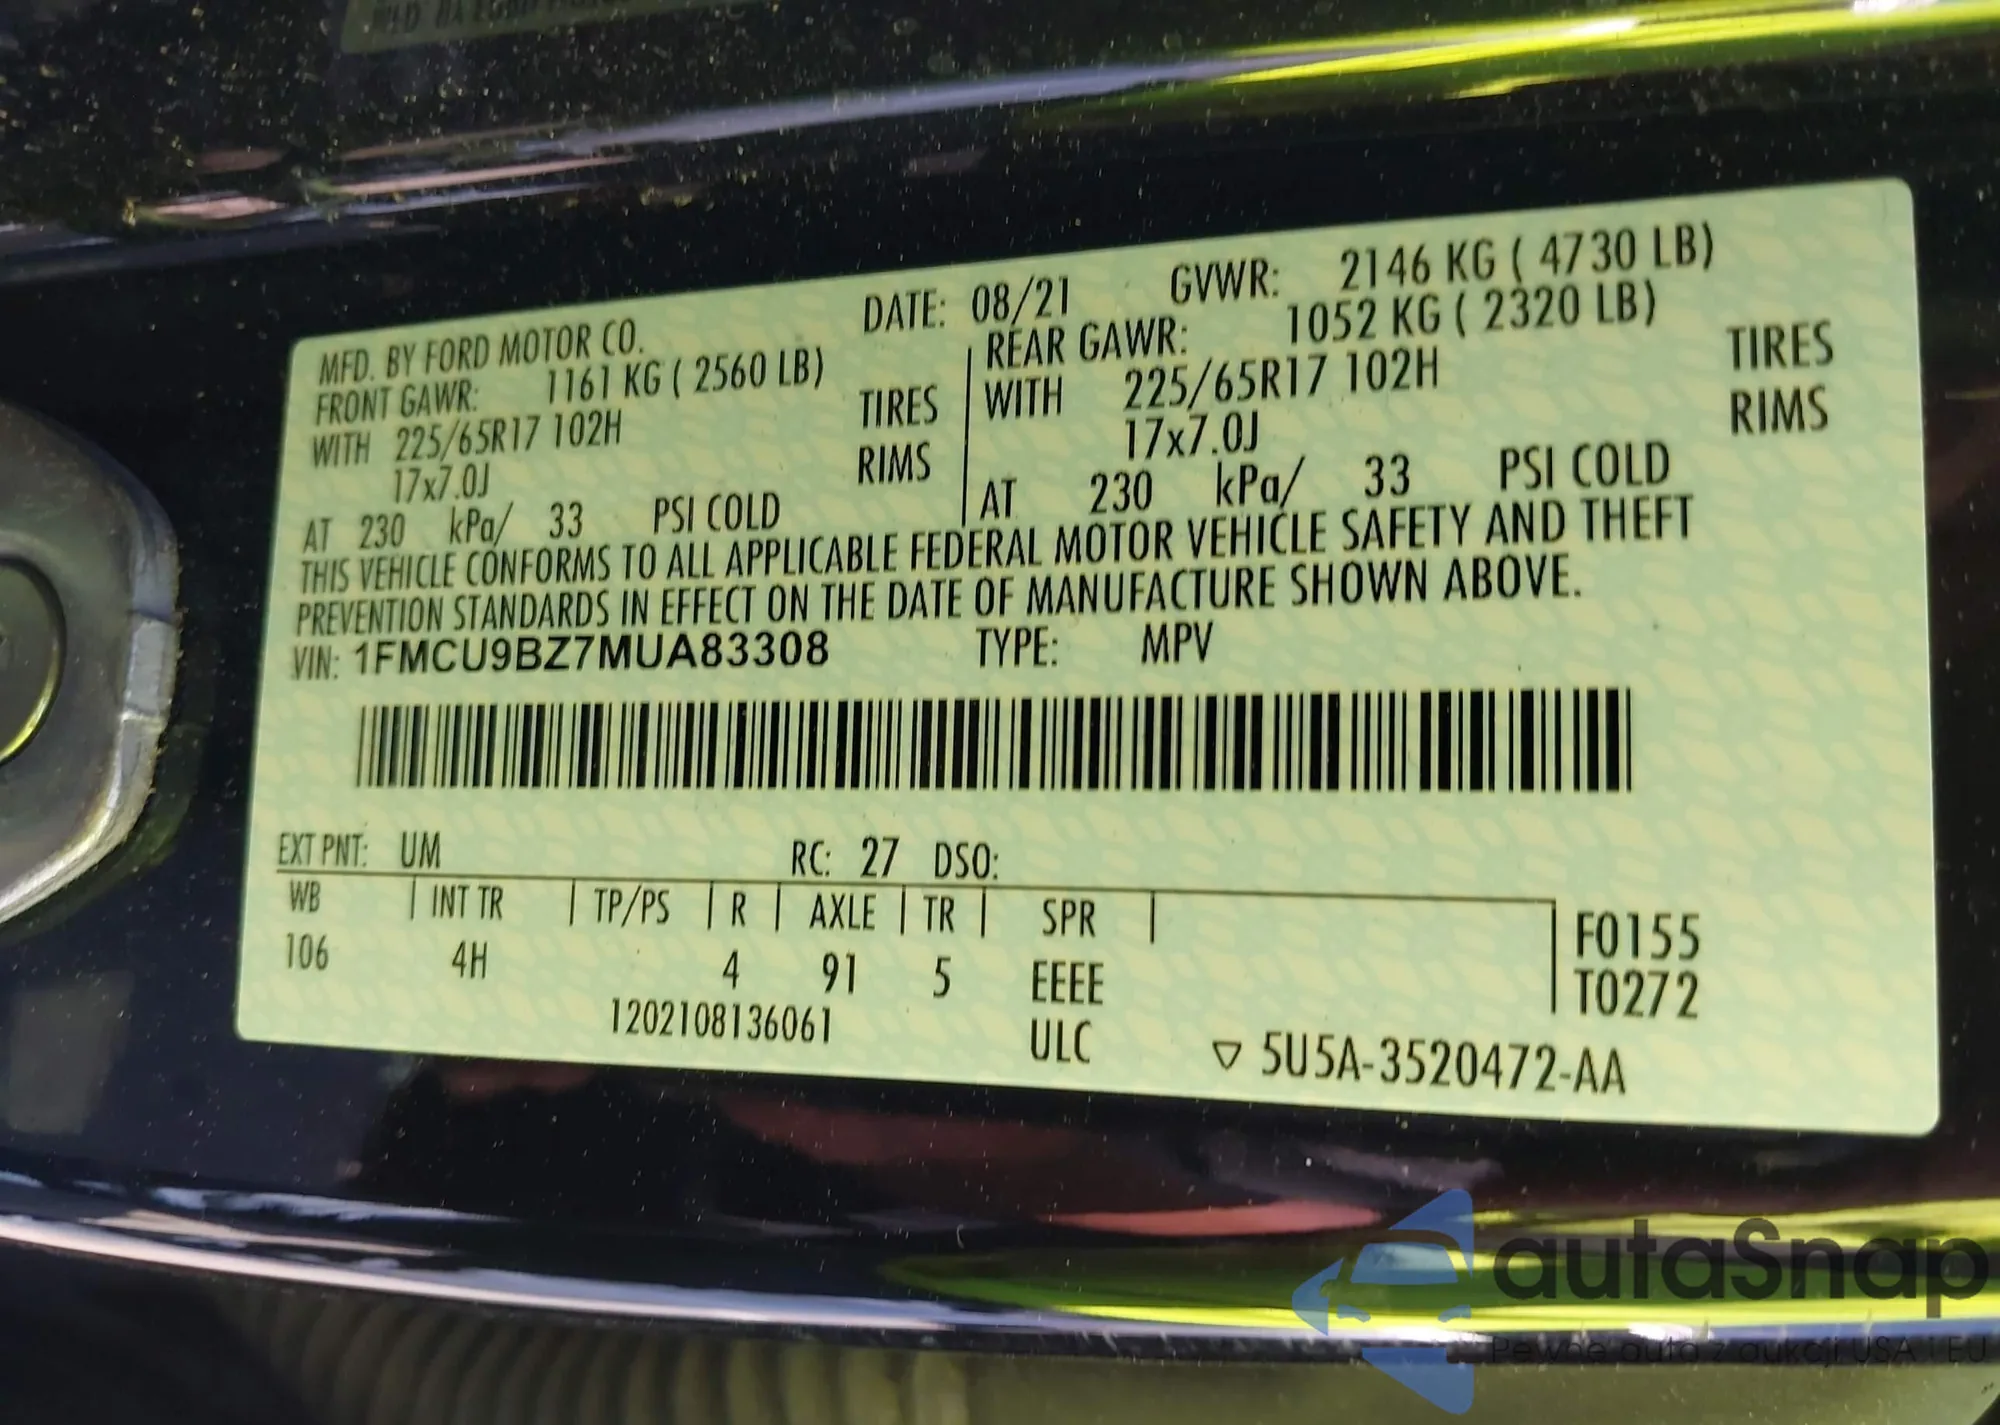 MFD. BY FORD MOTOR CO. DATE: 08/21 GVWR: 2146 KG ( 4730 LB)
FRONT GAWR: 1161 KG ( 2560 LB) REAR GAWR: 1052 KG ( 2320 LB)
WITH 225/65R17 102H TIRES WITH 225/65R17 102H TIRES
17x7.0J RIMS 17x7.0J RIMS
AT 230 kPa/ 33 PSI COLD AT 230 kPa/ 33 PSI COLD
THIS VEHICLE CONFORMS TO ALL APPLICABLE FEDERAL MOTOR VEHICLE SAFETY AND THEFT
PREVENTION STANDARDS IN EFFECT ON THE DATE OF MANUFACTURE SHOWN ABOVE.
VIN: 1FMCU9BZ7MUA83308 TYPE: MPV
EXT PNT: UM RC: 27 DSO:
WB INT TR TP/PS R AXLE TR SPR F0155
106 4H 4 91 5 EEEE T0272
1202108136061 ULC 5U5A-3520472-AA
autaSnap
Pewne auta z aukcji USA i EU